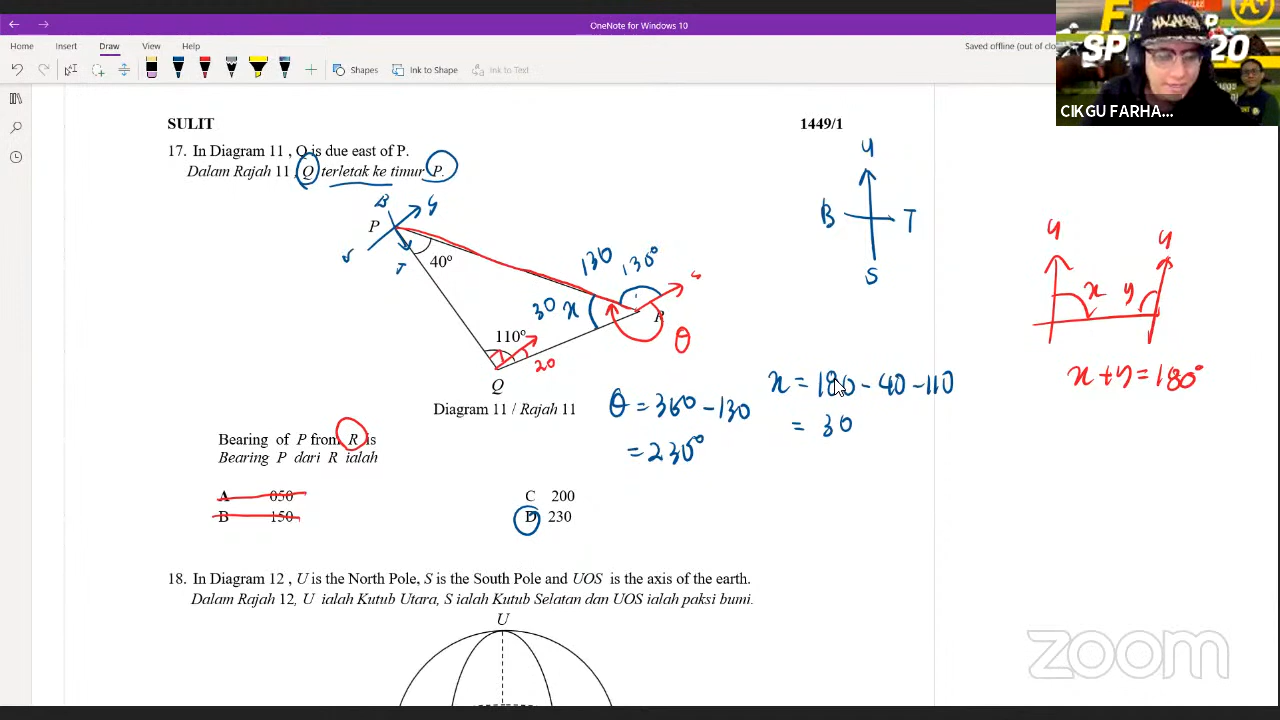 OneNote for Windows 10
Home Insert Draw View Help
Saved offline (out of
Shapes Ink to Shape Ink to Text
CIKGU FARHA...
SULIT 1449/1
17. In Diagram 11 , Q is due east of P.
Dalam Rajah 11 , Q terletak ke timur P.
U
B T
S
B
P
S
T
40º
130 130°
30 x
R
θ
110º
20
Q
Diagram 11 / Rajah 11
θ = 360 - 130
= 230°
x = 180 - 40 - 110
= 30
x y
x + y = 180°
Bearing of P from R is
Bearing P dari R ialah
A 050
B 150
C 200
D 230
18. In Diagram 12 , U is the North Pole, S is the South Pole and UOS is the axis of the earth.
Dalam Rajah 12, U ialah Kutub Utara, S ialah Kutub Selatan dan UOS ialah paksi bumi.
U
zoom